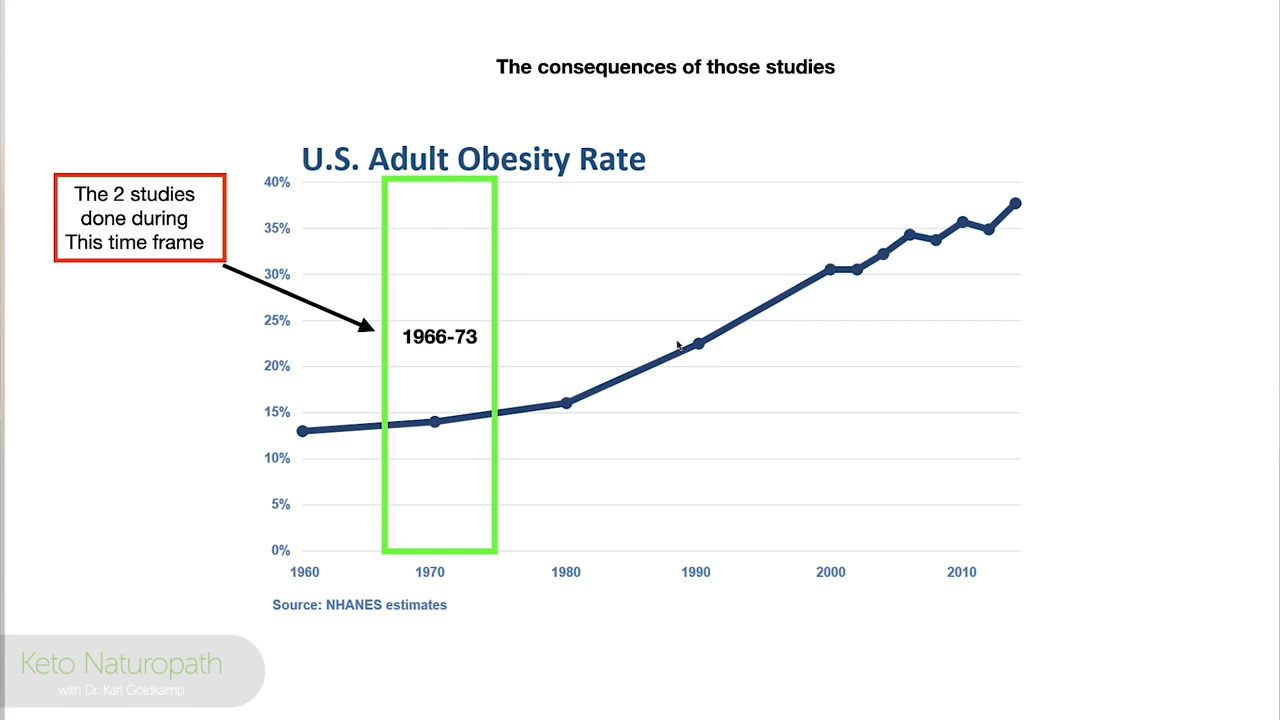 The consequences of those studies
U.S. Adult Obesity Rate
The 2 studies
done during
This time frame
40%
35%
30%
25%
20%
15%
10%
5%
0%
1966-73
1960 1970 1980 1990 2000 2010
Source: NHANES estimates
Keto Naturopath
with Dr. Karl Goldkamp